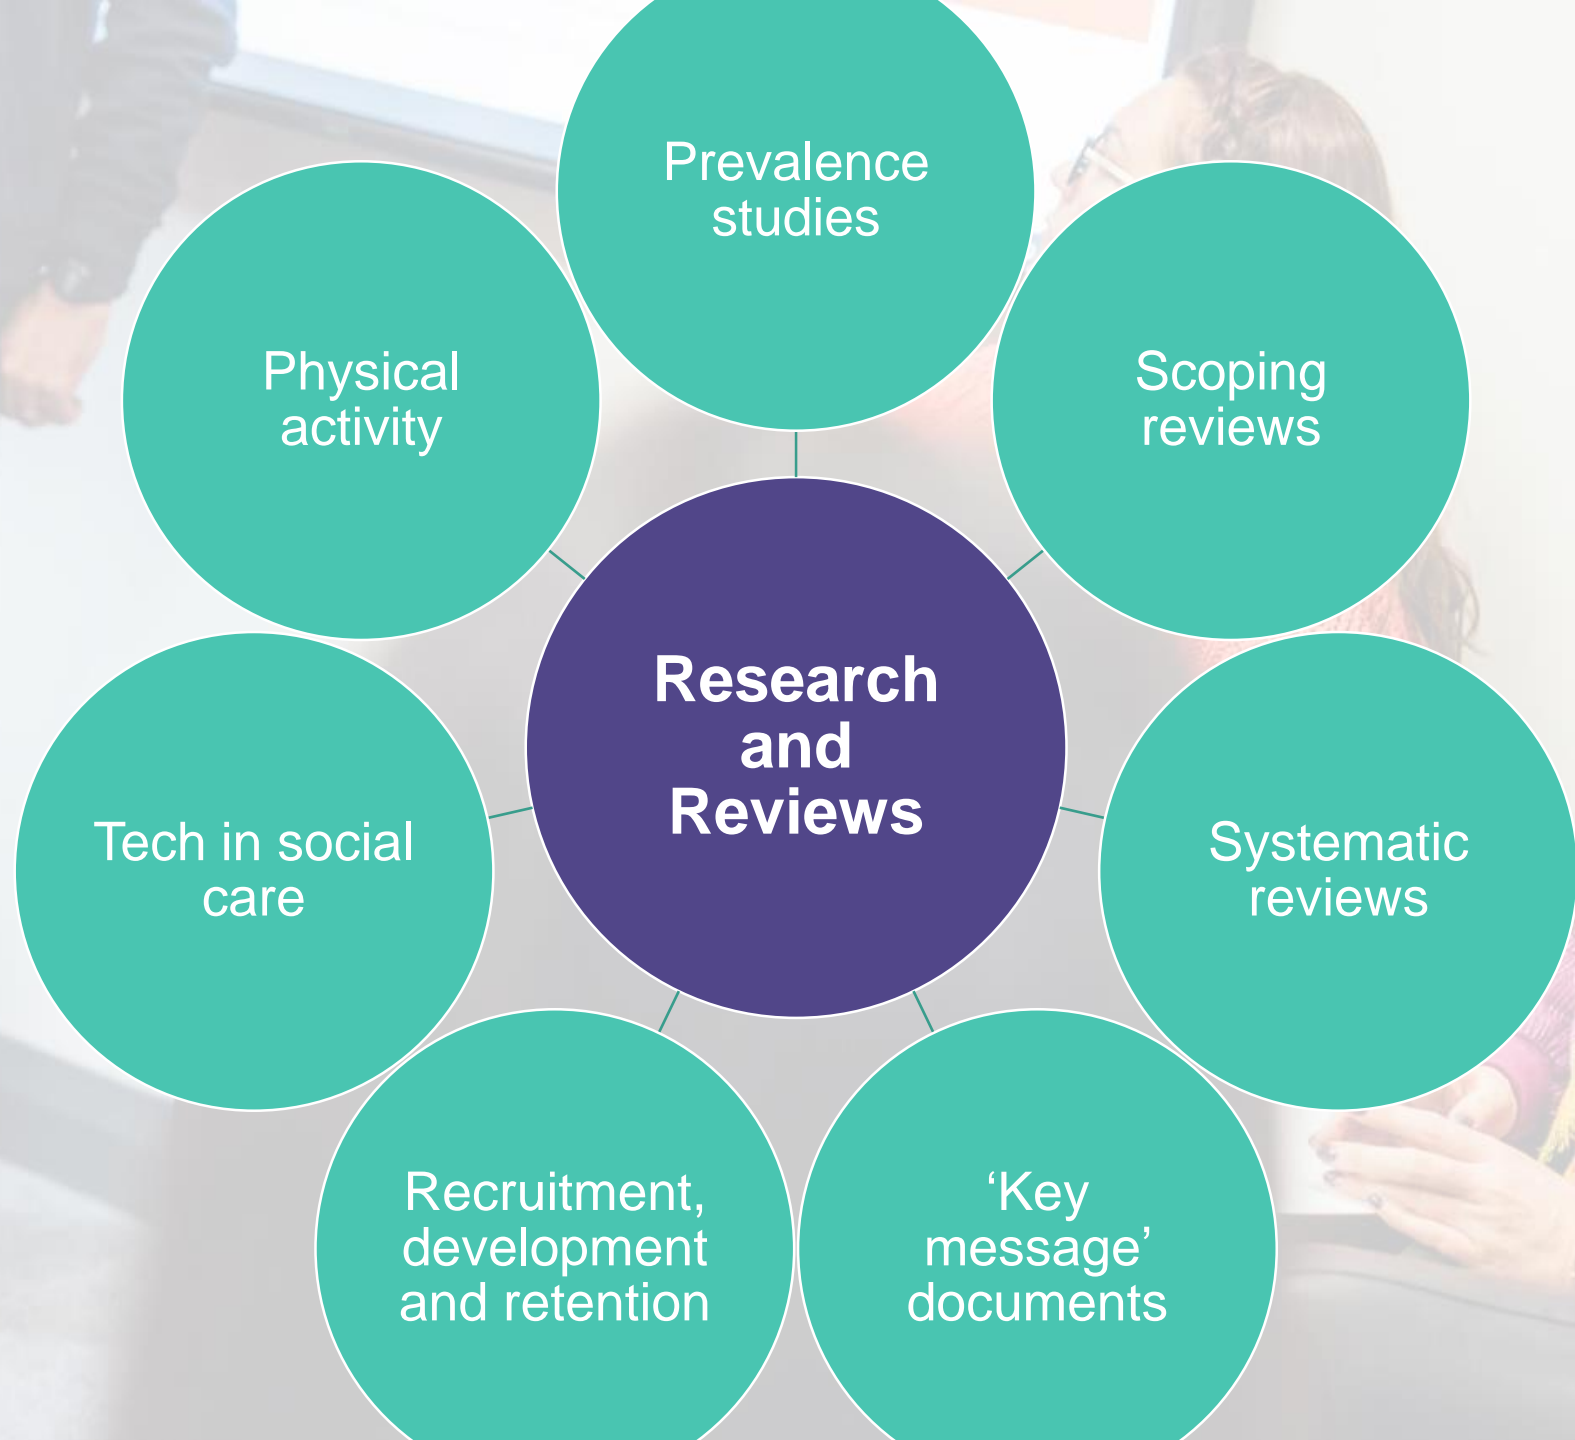 Prevalence
studies
Scoping
reviews
Systematic
reviews
‘Key
message’
documents
Recruitment,
development
and retention
Tech in social
care
Physical
activity
Research
and
Reviews